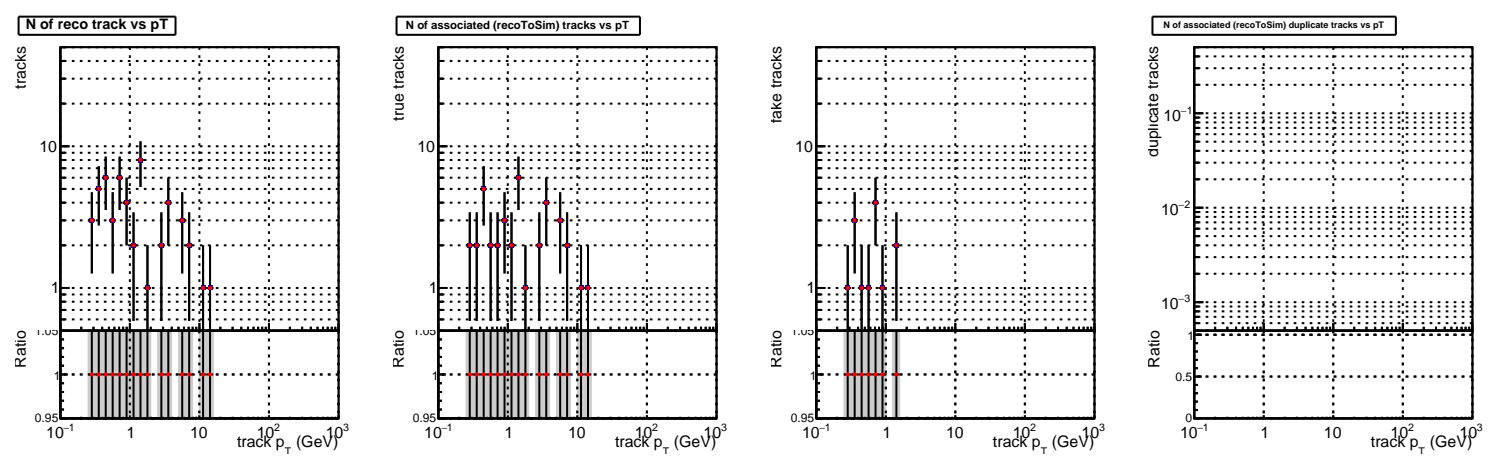 N of reco track vs pT
tracks
10
1
1.05
Ratio
1
0.95
10⁻¹ 1 10 10² 10³
track p_T (GeV)
N of associated (recoToSim) tracks vs pT
true tracks
10
1
1.05
Ratio
1
0.95
10⁻¹ 1 10 10² 10³
track p_T (GeV)
fake tracks
10
1
1.05
Ratio
1
0.95
10⁻¹ 1 10 10² 10³
track p_T (GeV)
N of associated (recoToSim) duplicate tracks vs pT
duplicate tracks
10⁻¹
10⁻²
10⁻³
Ratio
1
0.5
0
10⁻¹ 1 10 10² 10³
track p_T (GeV)